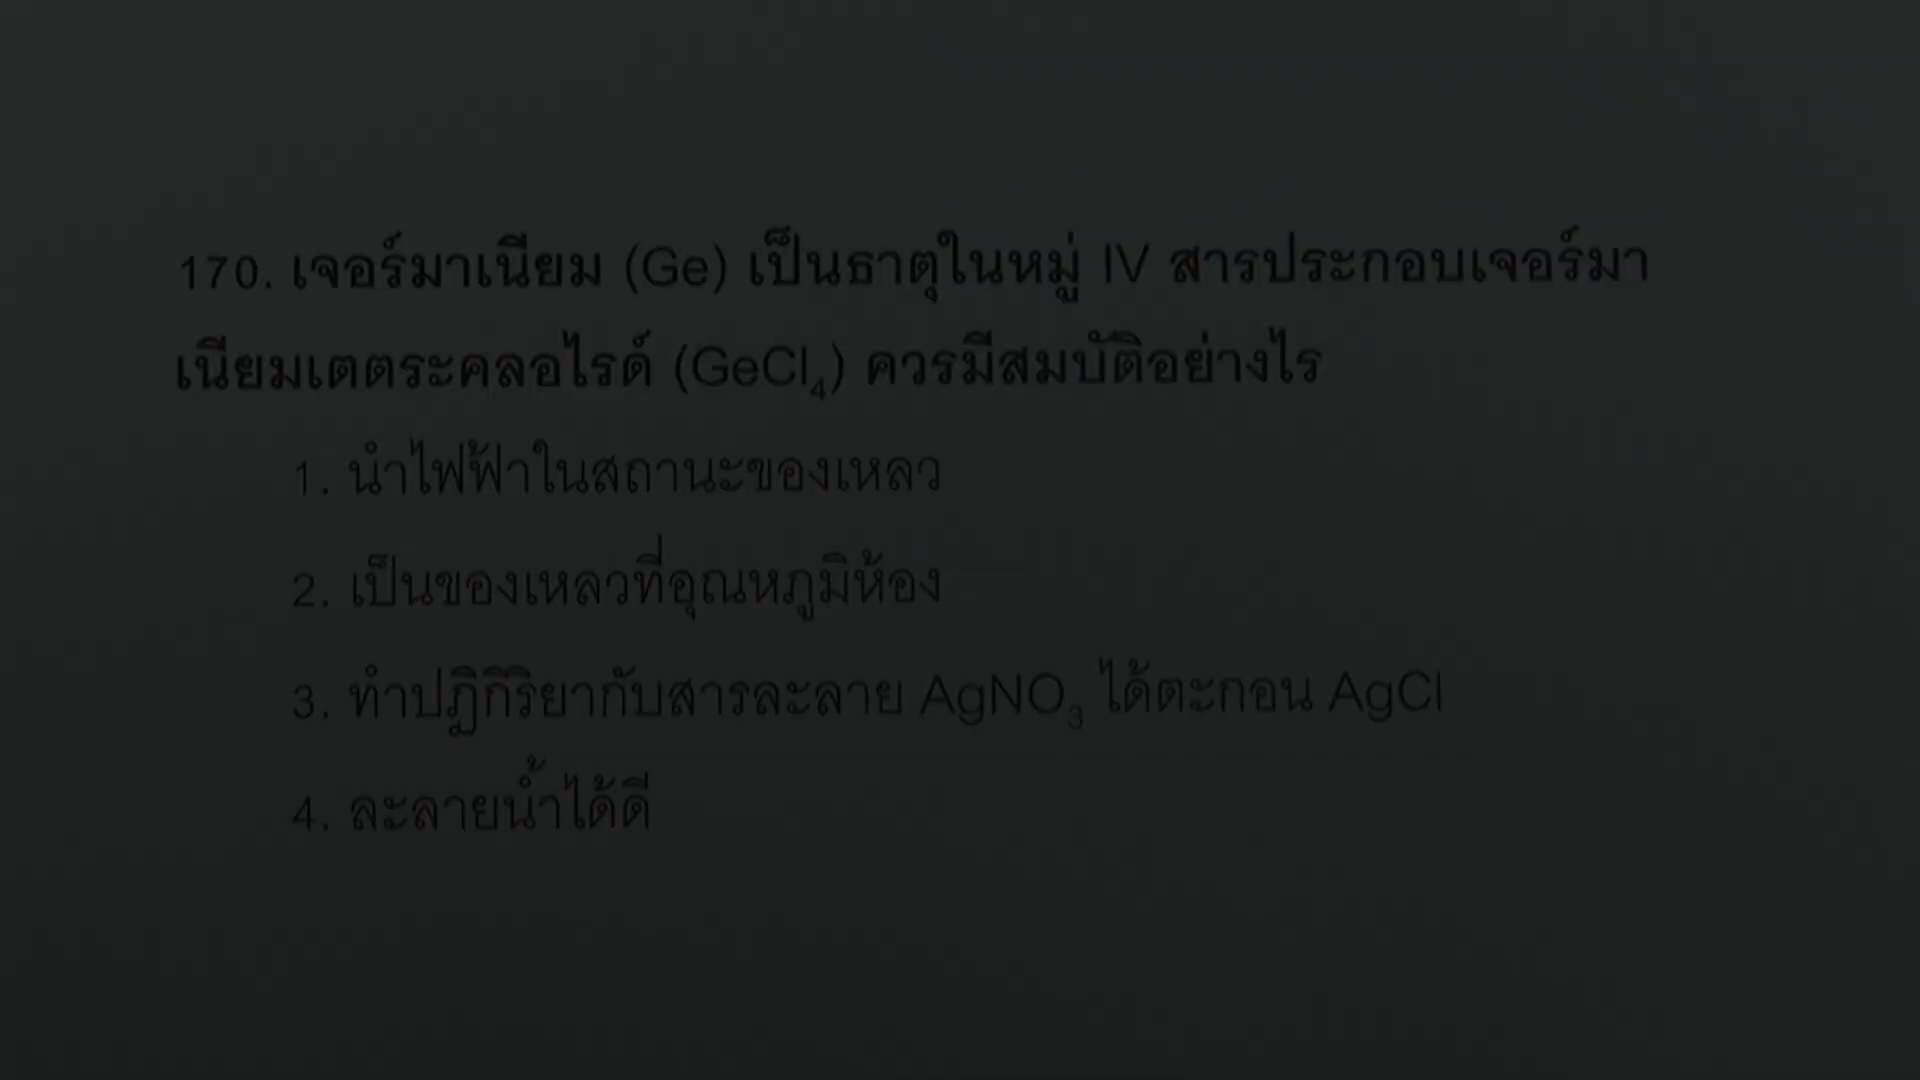 170. เจอร์มาเนียม (Ge) เป็นธาตุในหมู่ IV สารประกอบเจอร์มา
เนียมเตตระคลอไรด์ (GeCl₄) ควรมีสมบัติอย่างไร
1. นำไฟฟ้าในสถานะของเหลว
2. เป็นของเหลวที่อุณหภูมิห้อง
3. ทำปฏิกิริยากับสารละลาย AgNO₃ ได้ตะกอน AgCl
4. ละลายน้ำได้ดี